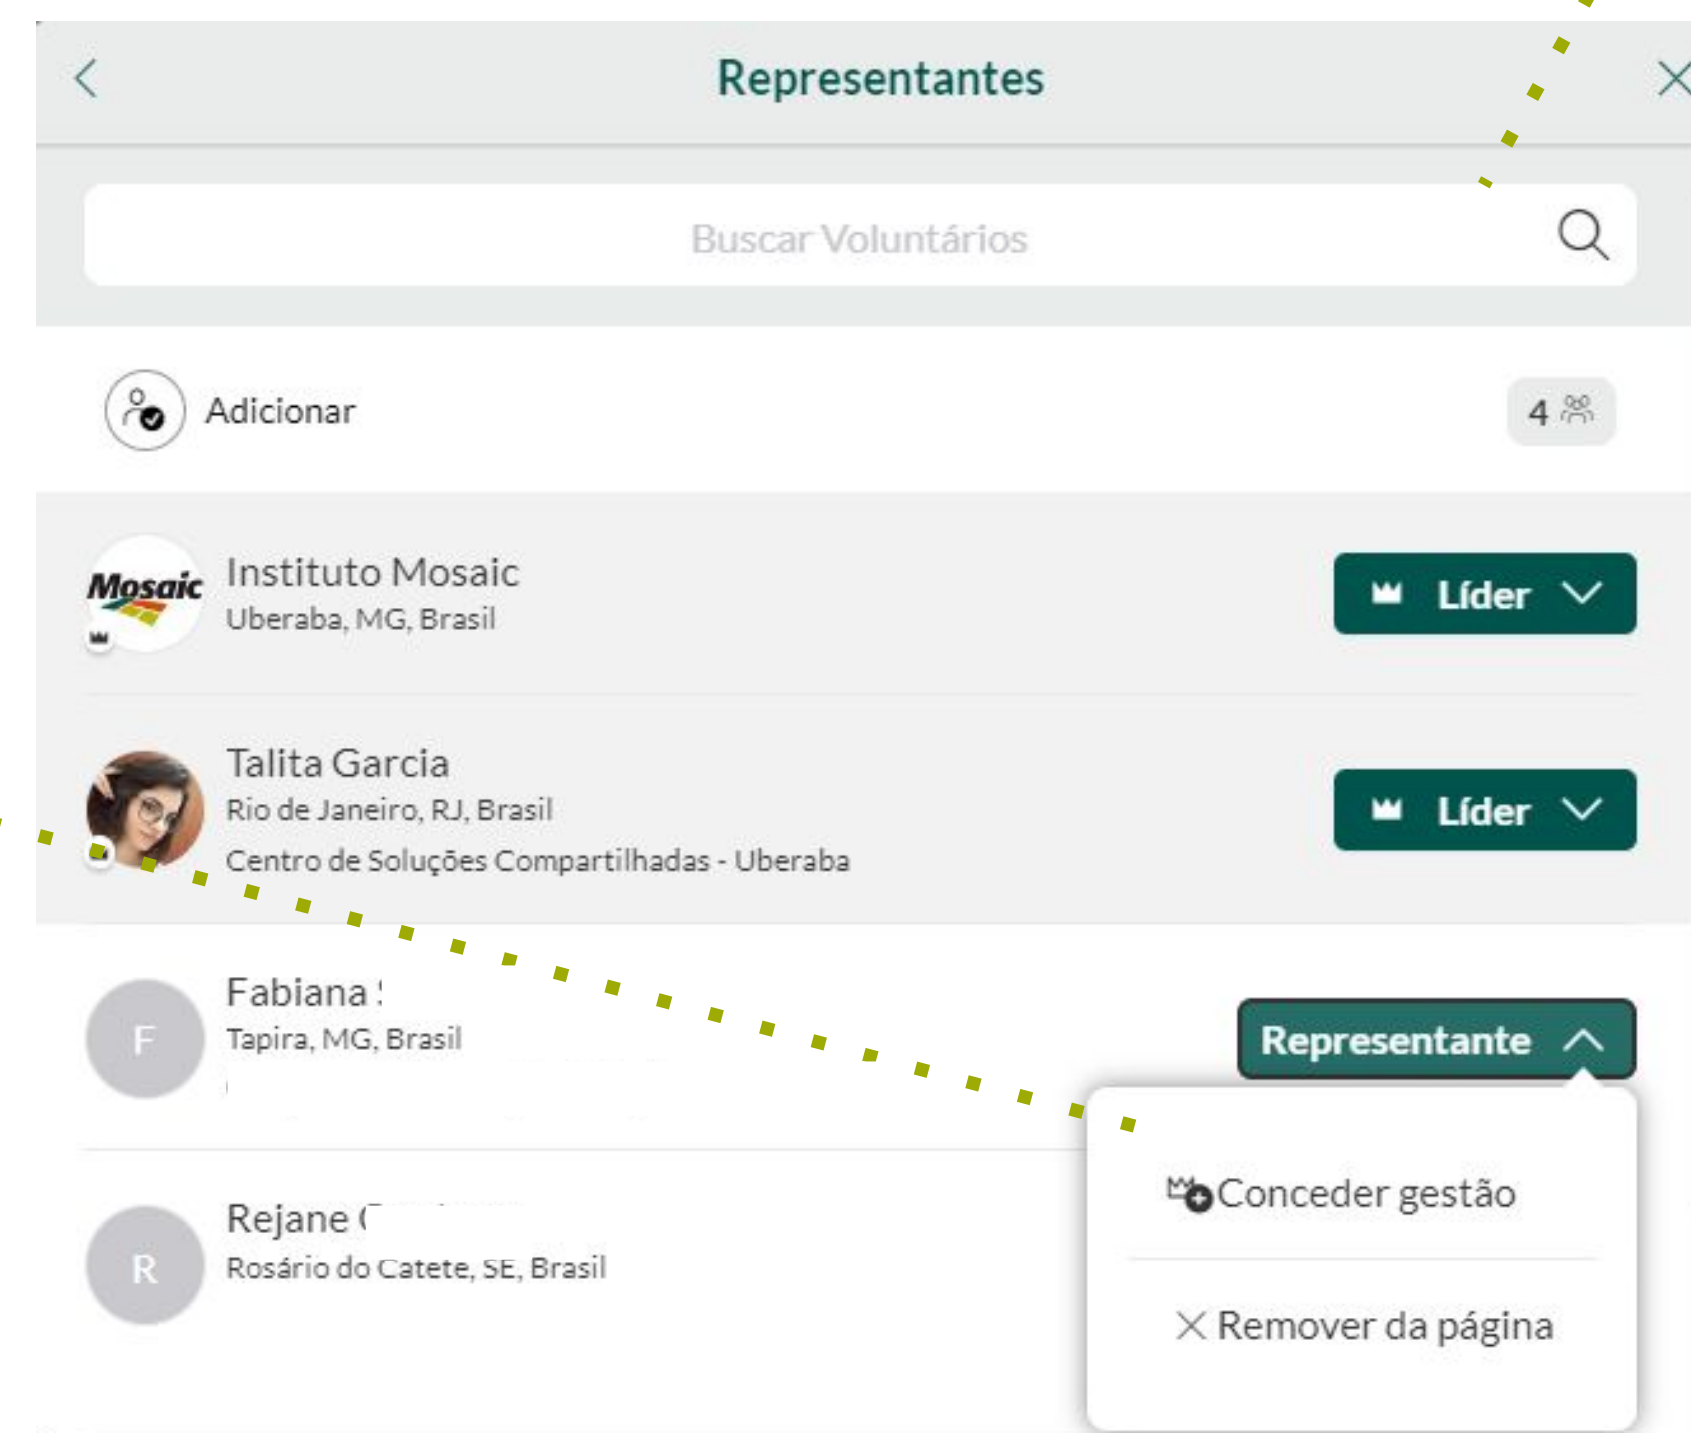 Representantes
Buscar Voluntários
Adicionar
4
Mosaic
Instituto Mosaic
Uberaba, MG, Brasil
Líder
Talita Garcia
Rio de Janeiro, RJ, Brasil
Centro de Soluções Compartilhadas - Uberaba
Líder
F
Fabiana
Tapira, MG, Brasil
Representante
Conceder gestão
Remover da página
R
Rejane
Rosário do Catete, SE, Brasil